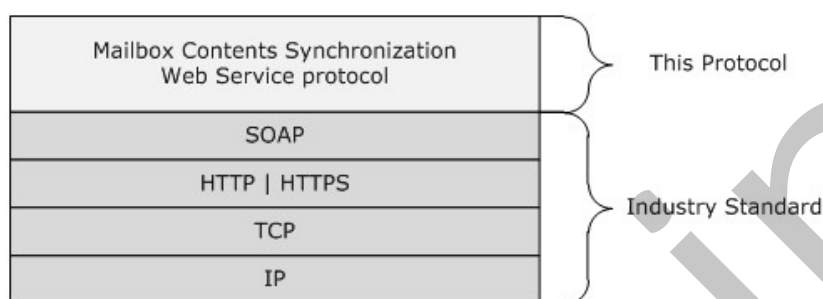 Mailbox Contents Synchronization
Web Service protocol
This Protocol
SOAP
HTTP | HTTPS
TCP
IP
Industry Standard